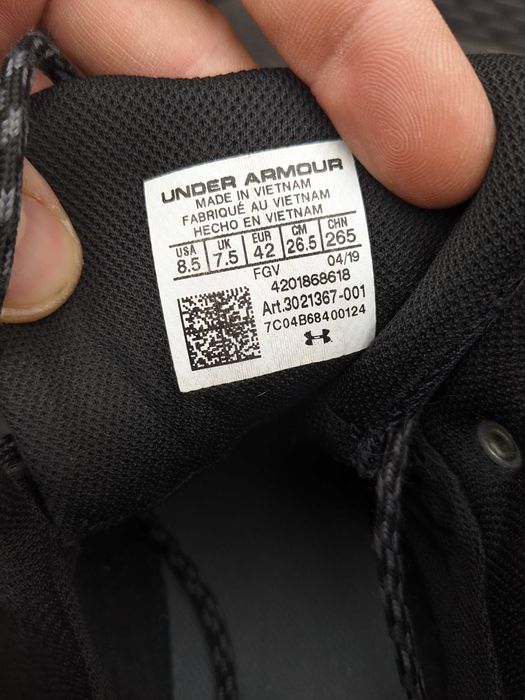 UNDER ARMOUR
MADE IN VIETNAM
FABRIQUÉ AU VIETNAM
HECHO EN VIETNAM
USA UK EUR CM CHN
8.5 7.5 42 26.5 265
FGV 04/19
4201868618
Art.3021367-001
7C04B68400124